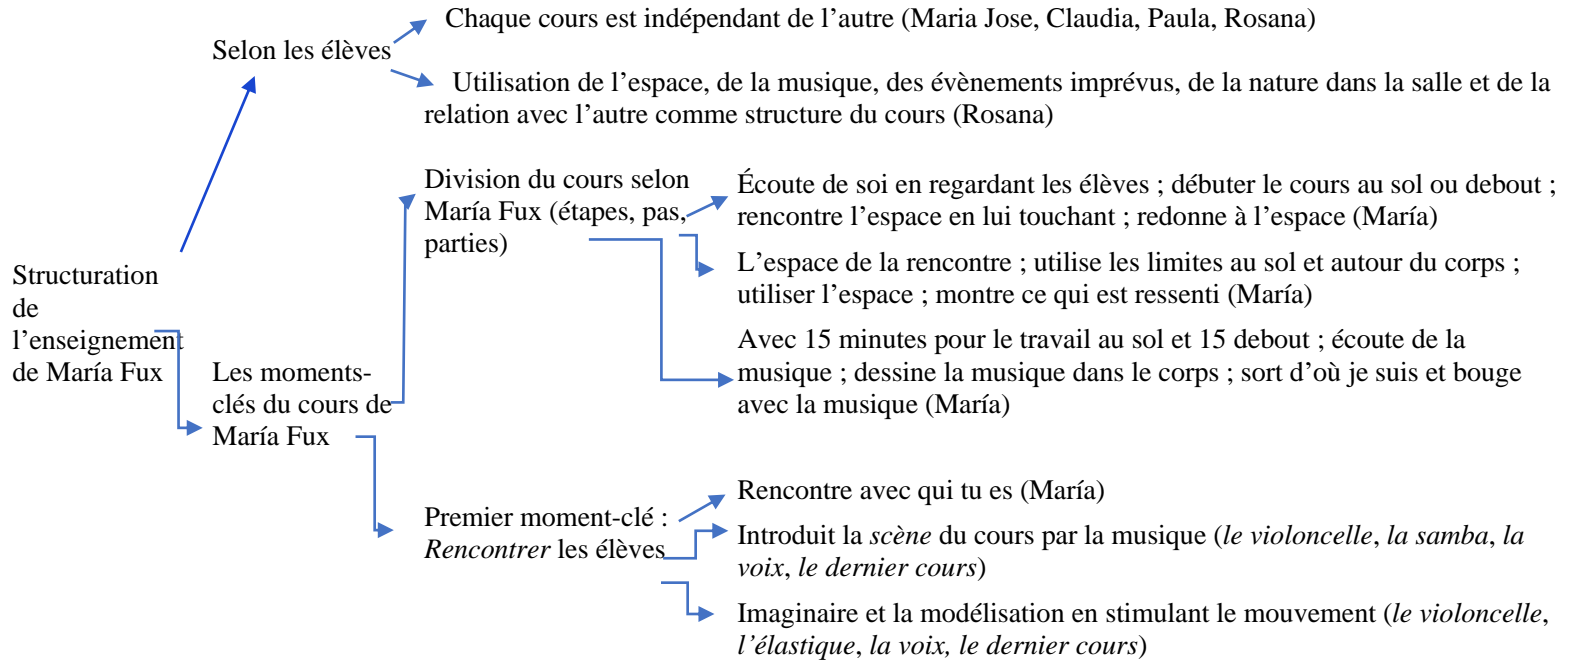 Chaque cours est indépendant de l’autre (Maria Jose, Claudia, Paula, Rosana)
Selon les élèves
Utilisation de l’espace, de la musique, des évènements imprévus, de la nature dans la salle et de la
relation avec l’autre comme structure du cours (Rosana)
Division du cours selon
María Fux (étapes, pas,
parties)
Écoute de soi en regardant les élèves ; débuter le cours au sol ou debout ;
rencontre l’espace en lui touchant ; redonne à l’espace (María)
L’espace de la rencontre ; utilise les limites au sol et autour du corps ;
utiliser l’espace ; montre ce qui est ressenti (María)
Structuration
de
l’enseignement
de María Fux
Avec 15 minutes pour le travail au sol et 15 debout ; écoute de la
musique ; dessine la musique dans le corps ; sort d’où je suis et bouge
avec la musique (María)
Les moments-
clés du cours de
María Fux
Premier moment-clé :
Rencontrer les élèves
Rencontre avec qui tu es (María)
Introduit la scène du cours par la musique (le violoncelle, la samba, la
voix, le dernier cours)
Imaginaire et la modélisation en stimulant le mouvement (le violoncelle,
l’élastique, la voix, le dernier cours)